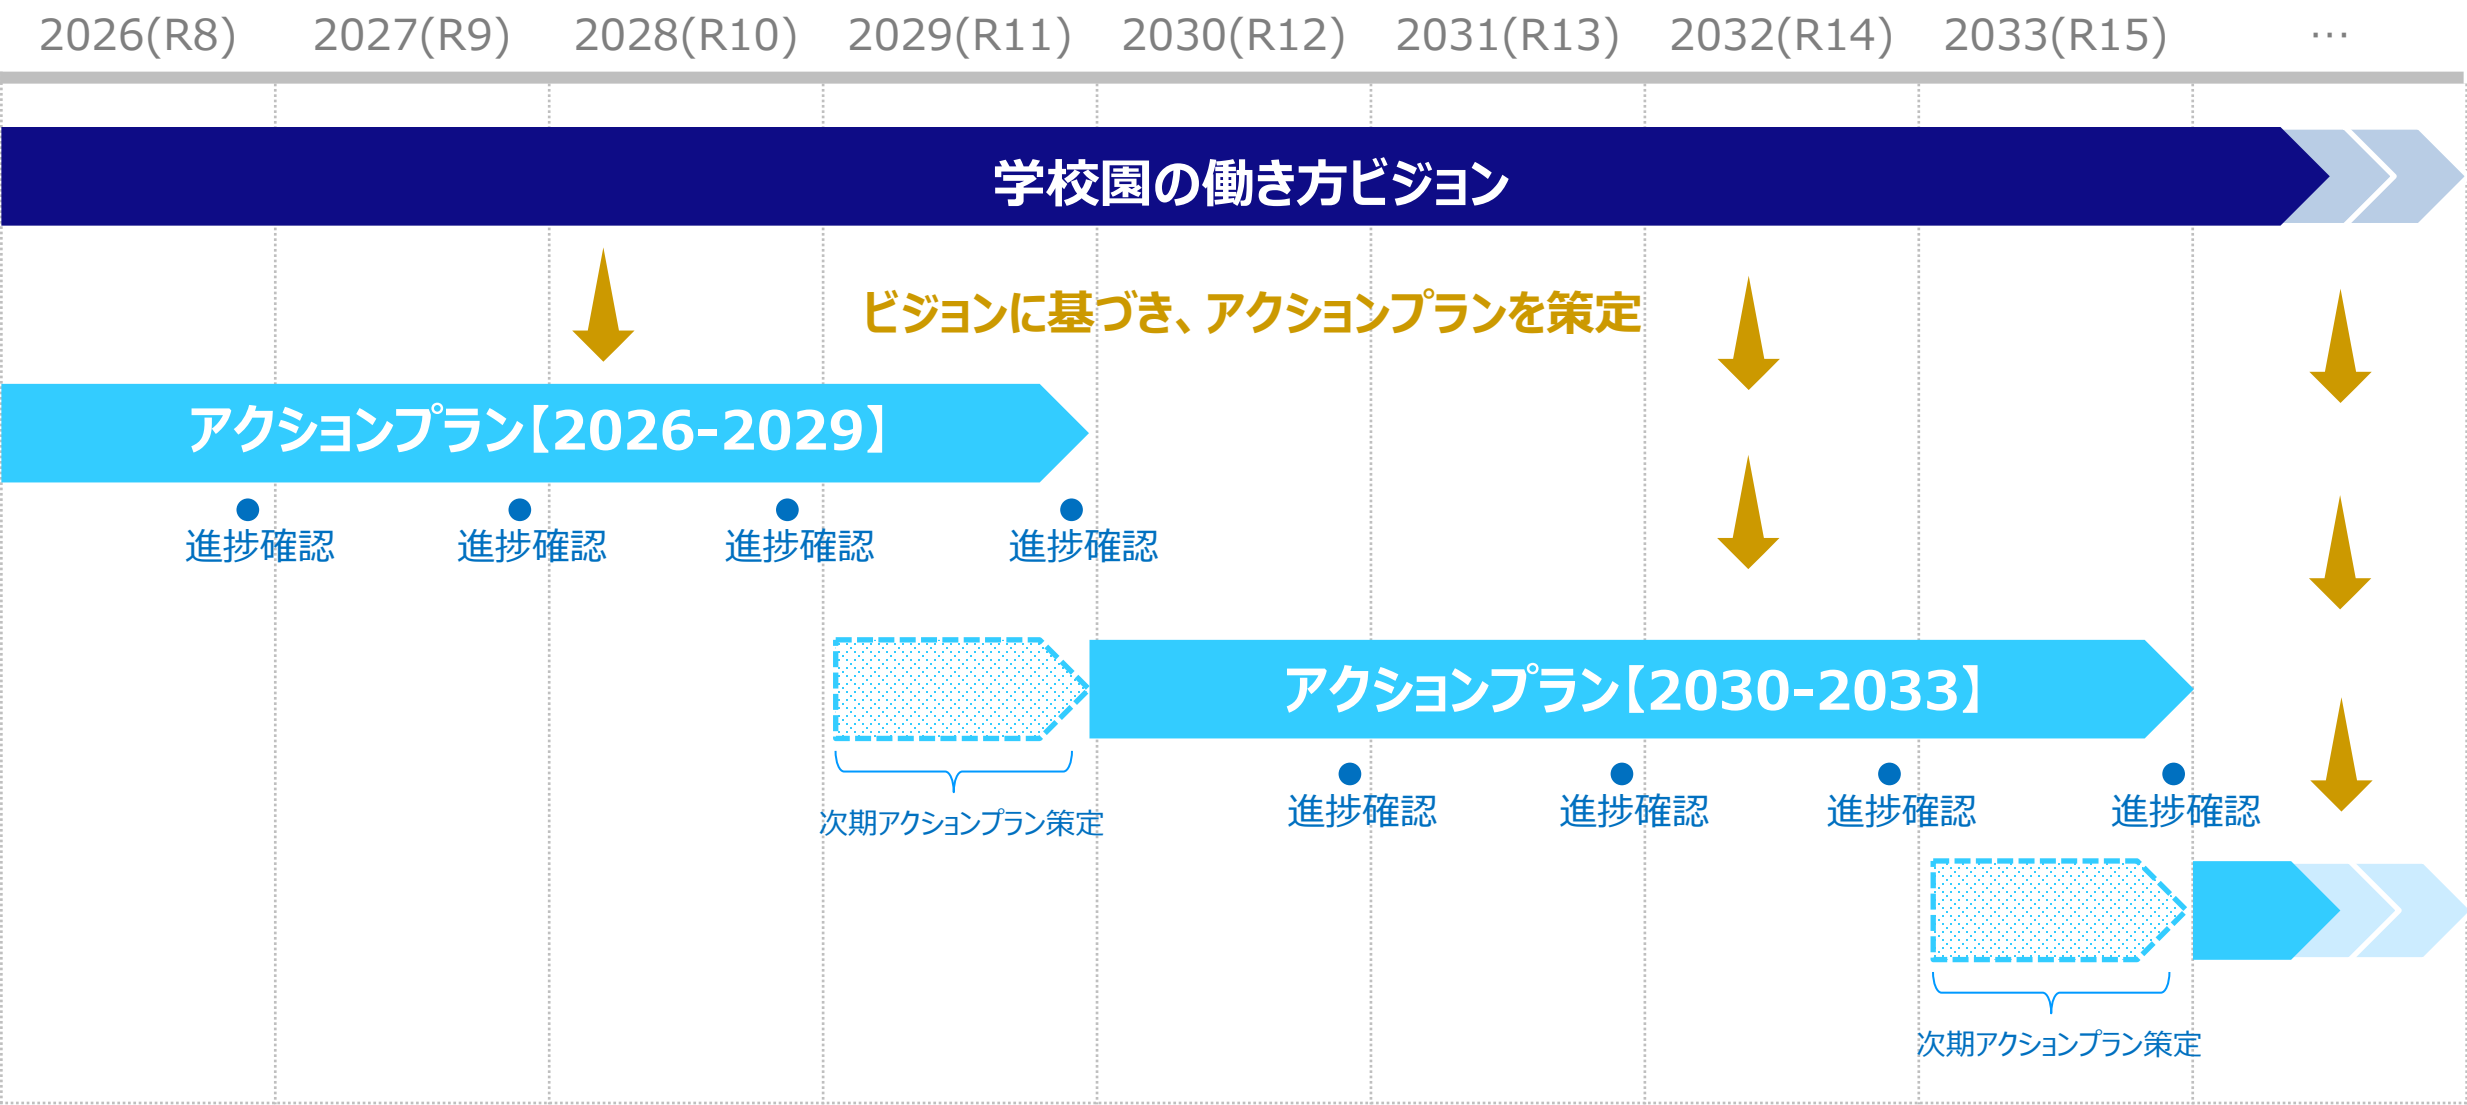 2026(R8) 2027(R9) 2028(R10) 2029(R11) 2030(R12) 2031(R13) 2032(R14) 2033(R15) …
学校園の働き方ビジョン
ビジョンに基づき、アクションプランを策定
アクションプラン【2026-2029】
進捗確認 進捗確認 進捗確認 進捗確認
アクションプラン【2030-2033】
次期アクションプラン策定
進捗確認 進捗確認 進捗確認 進捗確認
次期アクションプラン策定